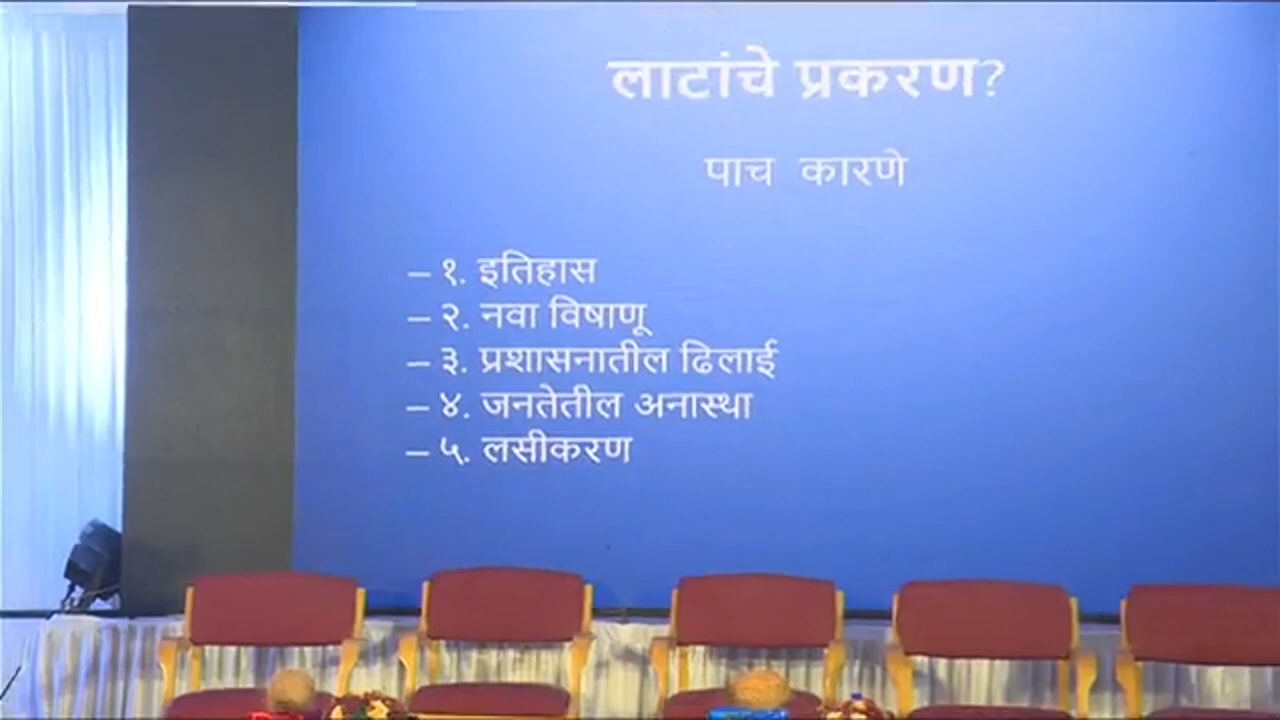 लाटांचे प्रकरण?
पाच कारणे
– १. इतिहास
– २. नवा विषाणू
– ३. प्रशासनातील ढिलाई
– ४. जनतेतील अनास्था
– ५. लसीकरण